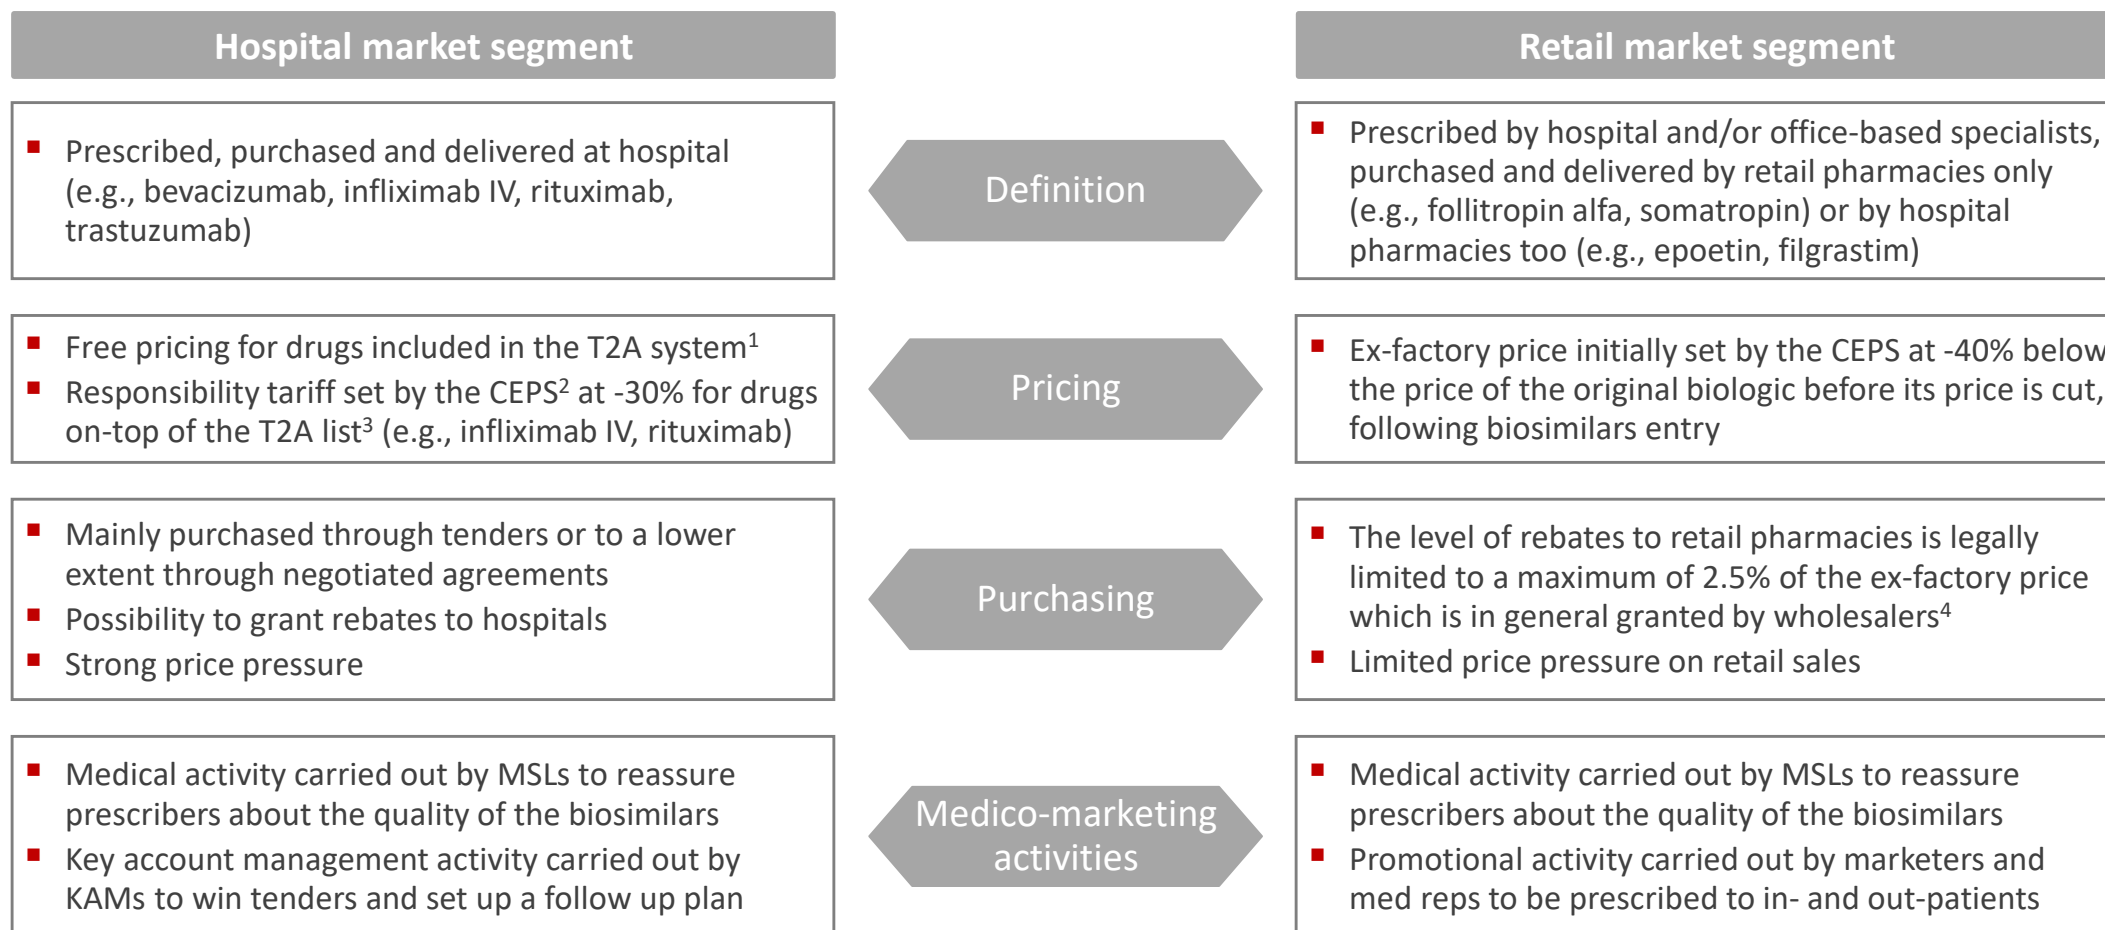 Hospital market segment
Retail market segment
▪ Prescribed, purchased and delivered at hospital
(e.g., bevacizumab, infliximab IV, rituximab,
trastuzumab)
Definition
▪ Prescribed by hospital and/or office-based specialists,
purchased and delivered by retail pharmacies only
(e.g., follitropin alfa, somatropin) or by hospital
pharmacies too (e.g., epoetin, filgrastim)
▪ Free pricing for drugs included in the T2A system¹
▪ Responsibility tariff set by the CEPS² at -30% for drugs
on-top of the T2A list³ (e.g., infliximab IV, rituximab)
Pricing
▪ Ex-factory price initially set by the CEPS at -40% below
the price of the original biologic before its price is cut,
following biosimilars entry
▪ Mainly purchased through tenders or to a lower
extent through negotiated agreements
▪ Possibility to grant rebates to hospitals
▪ Strong price pressure
Purchasing
▪ The level of rebates to retail pharmacies is legally
limited to a maximum of 2.5% of the ex-factory price
which is in general granted by wholesalers⁴
▪ Limited price pressure on retail sales
▪ Medical activity carried out by MSLs to reassure
prescribers about the quality of the biosimilars
▪ Key account management activity carried out by
KAMs to win tenders and set up a follow up plan
Medico-marketing
activities
▪ Medical activity carried out by MSLs to reassure
prescribers about the quality of the biosimilars
▪ Promotional activity carried out by marketers and
med reps to be prescribed to in- and out-patients